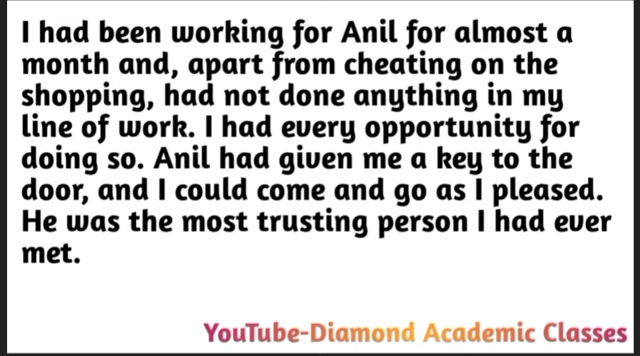 I had been working for Anil for almost a
month and, apart from cheating on the
shopping, had not done anything in my
line of work. I had every opportunity for
doing so. Anil had given me a key to the
door, and I could come and go as I pleased.
He was the most trusting person I had ever
met.
YouTube-Diamond Academic Classes